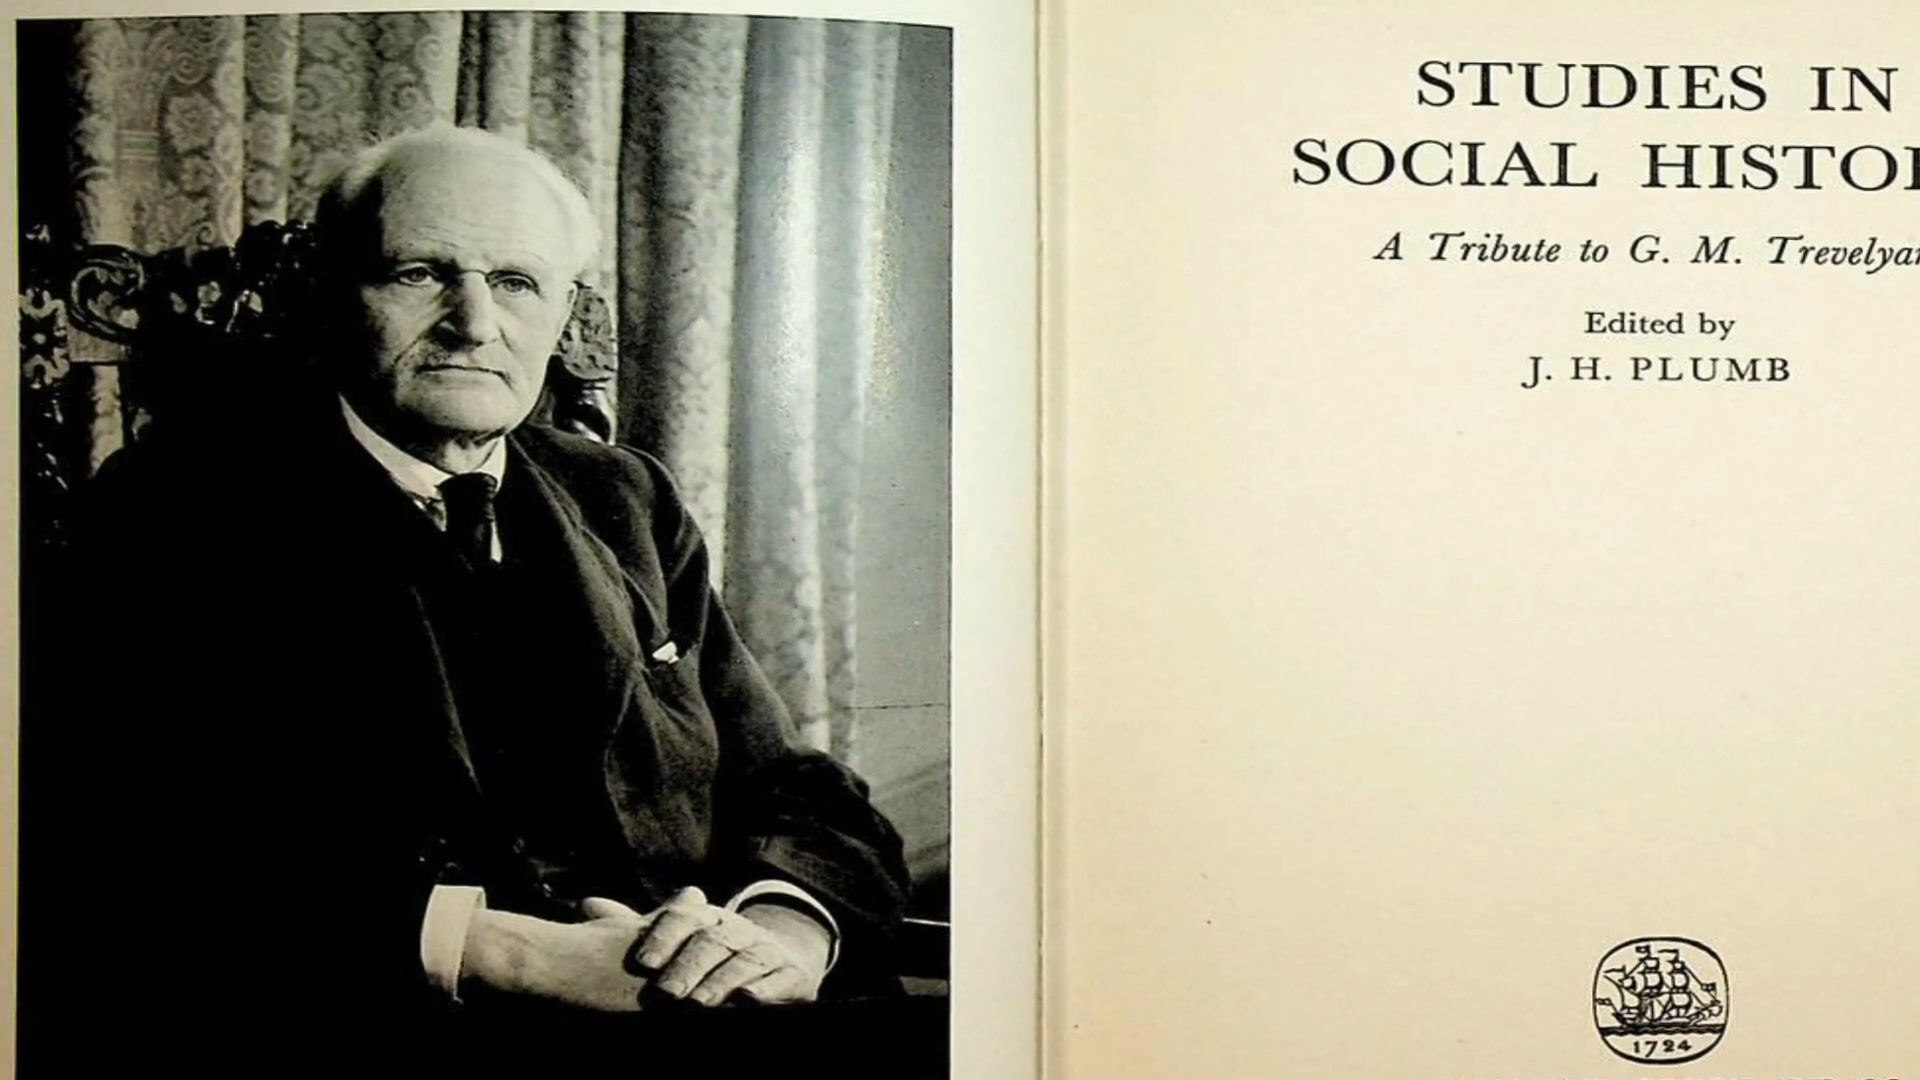 STUDIES IN
SOCIAL HISTO
A Tribute to G. M. Trevelya
Edited by
J. H. PLUMB
1724